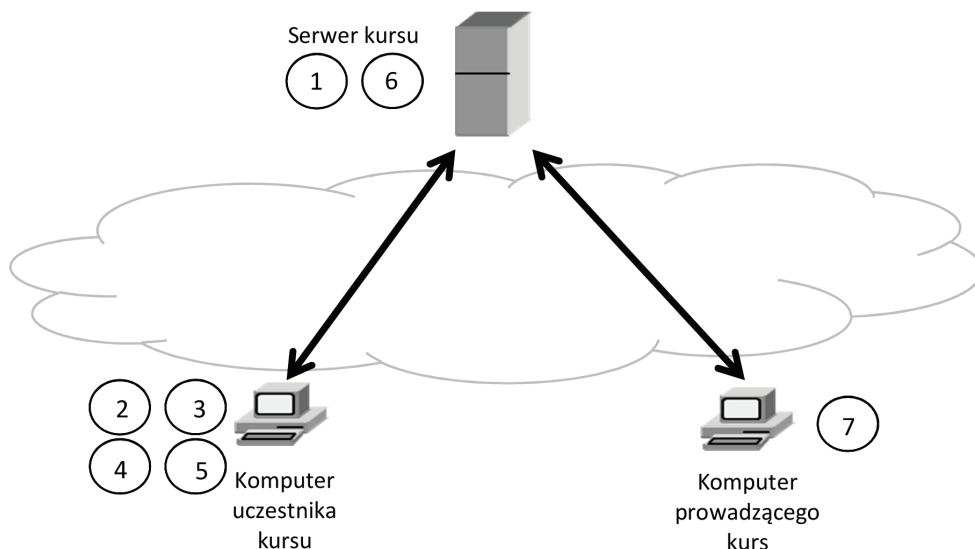 Serwer kursu
1 6
2 3
4 5
Komputer
uczestnika
kursu
7
Komputer
prowadzącego
kurs